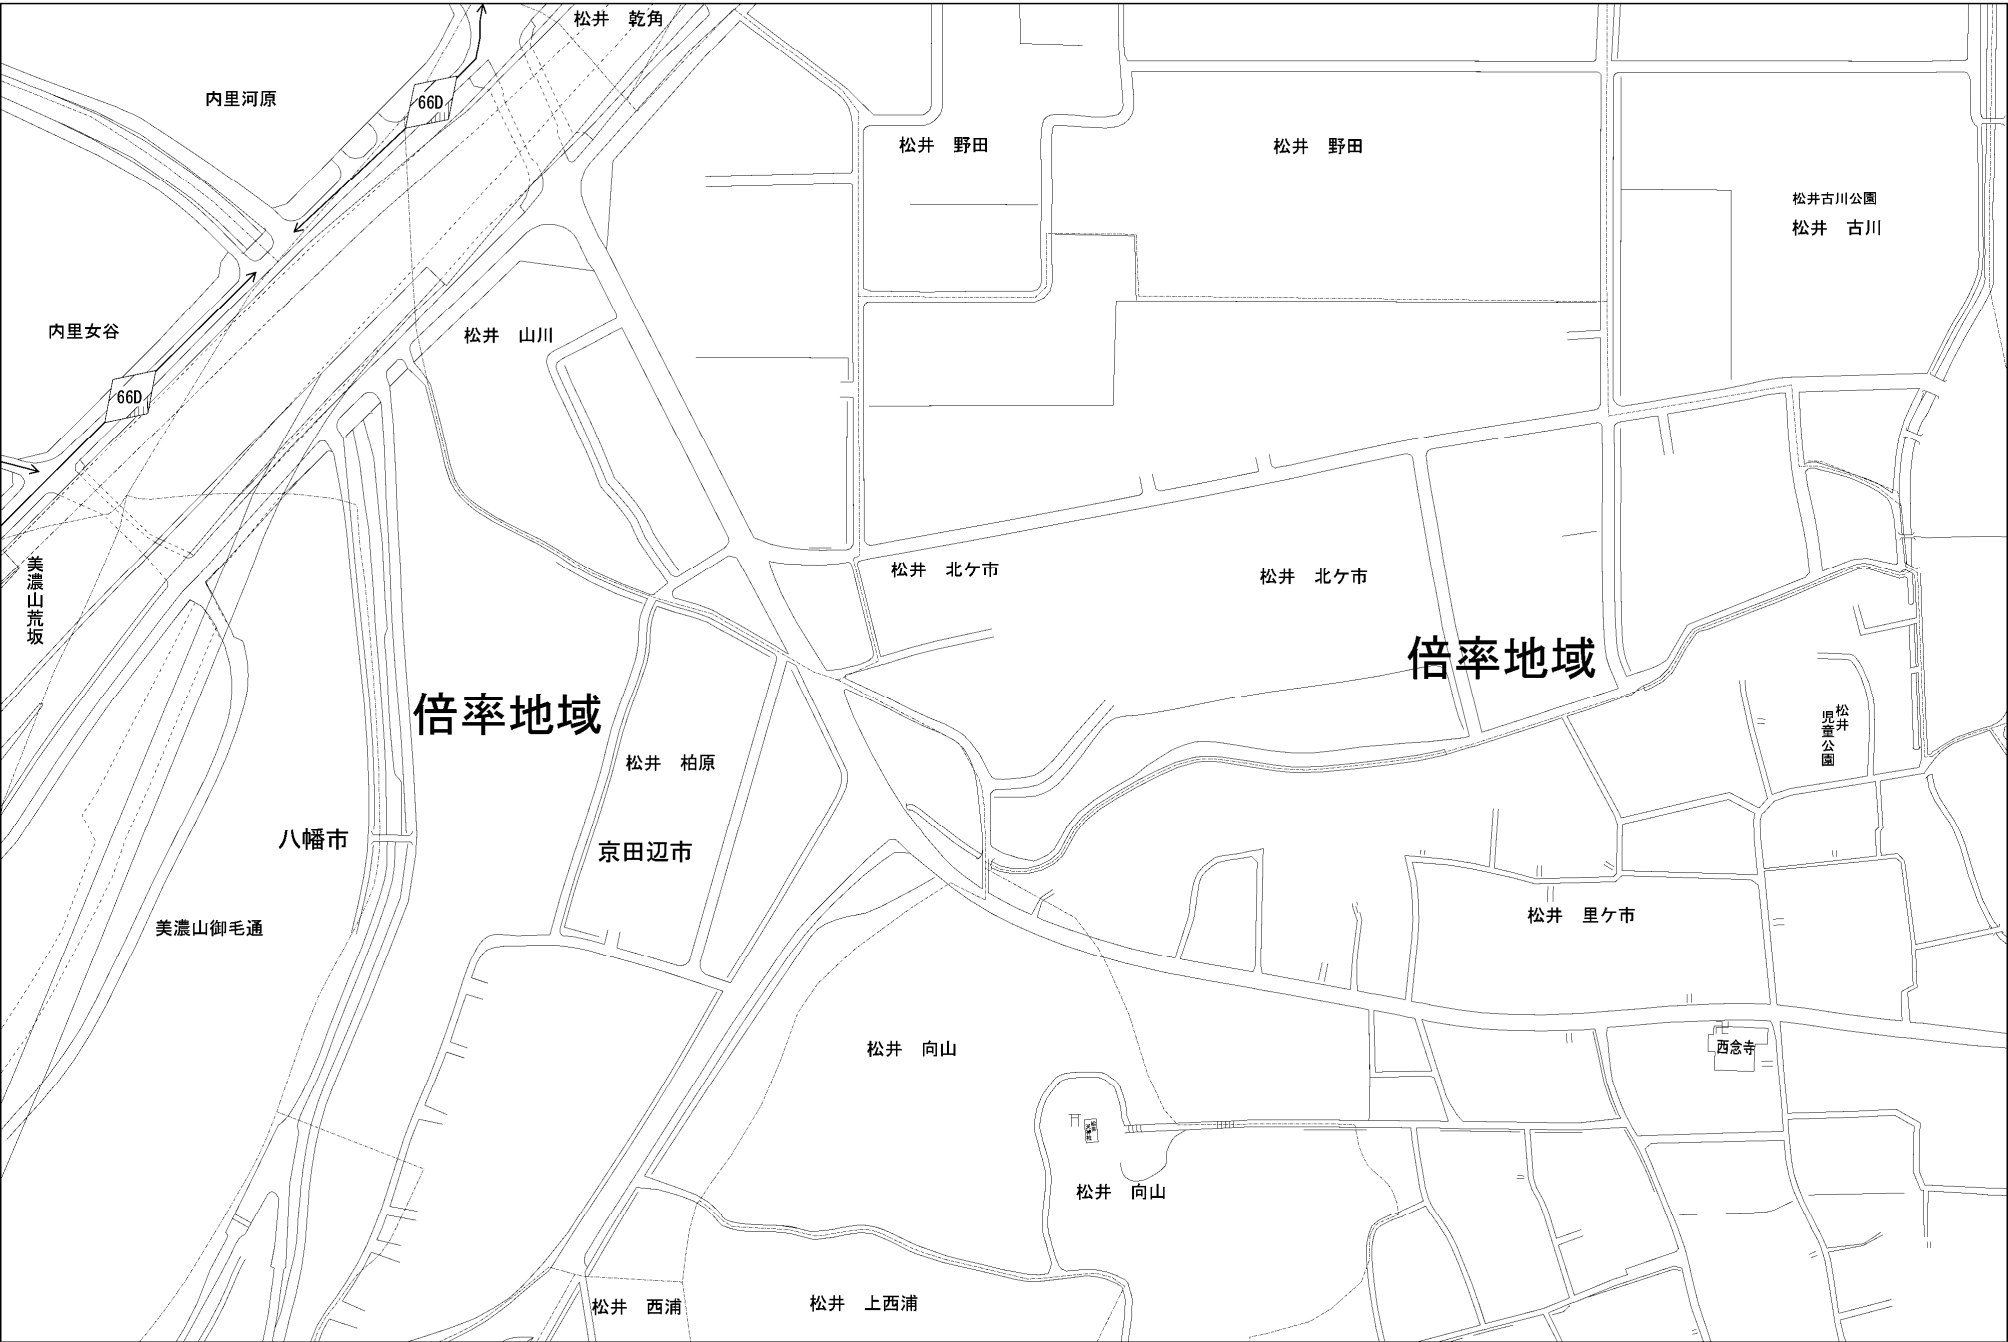 松井　乾角
内里河原
66D
松井　野田
松井　野田
松井古川公園
松井　古川
内里女谷
松井　山川
66D
美濃山荒坂
松井　北ケ市
松井　北ケ市
倍率地域
倍率地域
松井　柏原
松井
児童公園
八幡市
京田辺市
美濃山御毛通
松井　里ケ市
松井　向山
西念寺
松井　向山
松井　西浦
松井　上西浦